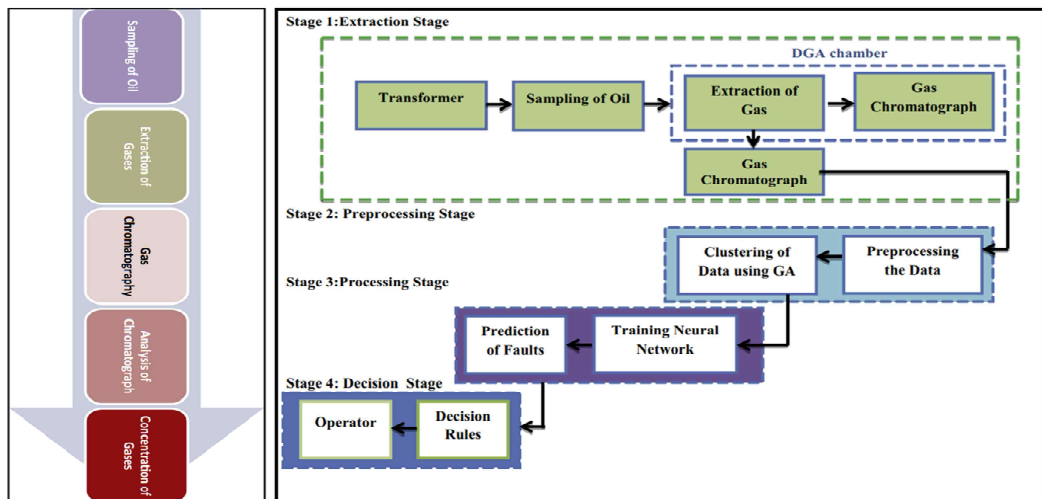 Sampling of Oil
Extraction of
Gases
Gas
Chromatography
Analysis of
Chromatograph
Concentration of
Gases
Stage 1:Extraction Stage
DGA chamber
Transformer
Sampling of Oil
Extraction of
Gas
Gas
Chromatograph
Gas
Chromatograph
Stage 2: Preprocessing Stage
Clustering of
Data using GA
Preprocessing
the Data
Stage 3:Processing Stage
Prediction
of Faults
Training Neural
Network
Stage 4: Decision Stage
Operator
Decision
Rules